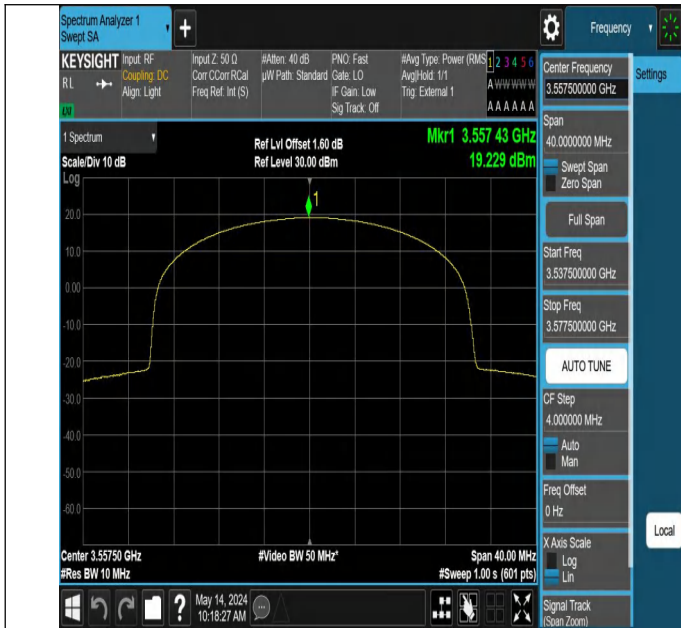 Spectrum Analyzer 1
Swept SA
+
Frequency
KEYSIGHT
RL
Input: RF
Coupling: DC
Align: Light
Input Z: 50 Ω
Corr CCorr RCal
Freq Ref: Int (S)
#Atten: 40 dB
µW Path: Standard
PNO: Fast
Gate: LO
IF Gain: Low
Sig Track: Off
#Avg Type: Power (RMS
Avg|Hold: 1/1
Trig: External 1
1 2 3 4 5 6
A W W W W W
A A A A A A
1 Spectrum
Scale/Div 10 dB
Log
Ref Lvl Offset 1.60 dB
Ref Level 30.00 dBm
Mkr1 3.557 43 GHz
19.229 dBm
1
20.0
10.0
0.00
-10.0
-20.0
-30.0
-40.0
-50.0
-60.0
Center 3.55750 GHz
#Res BW 10 MHz
#Video BW 50 MHz*
Span 40.00 MHz
#Sweep 1.00 s (601 pts)
Center Frequency
3.557500000 GHz
Settings
Span
40.0000000 MHz
Swept Span
Zero Span
Full Span
Start Freq
3.537500000 GHz
Stop Freq
3.577500000 GHz
AUTO TUNE
CF Step
4.000000 MHz
Auto
Man
Freq Offset
0 Hz
X Axis Scale
Log
Lin
Local
Signal Track
(Span Zoom)
?
May 14, 2024
10:18:27 AM